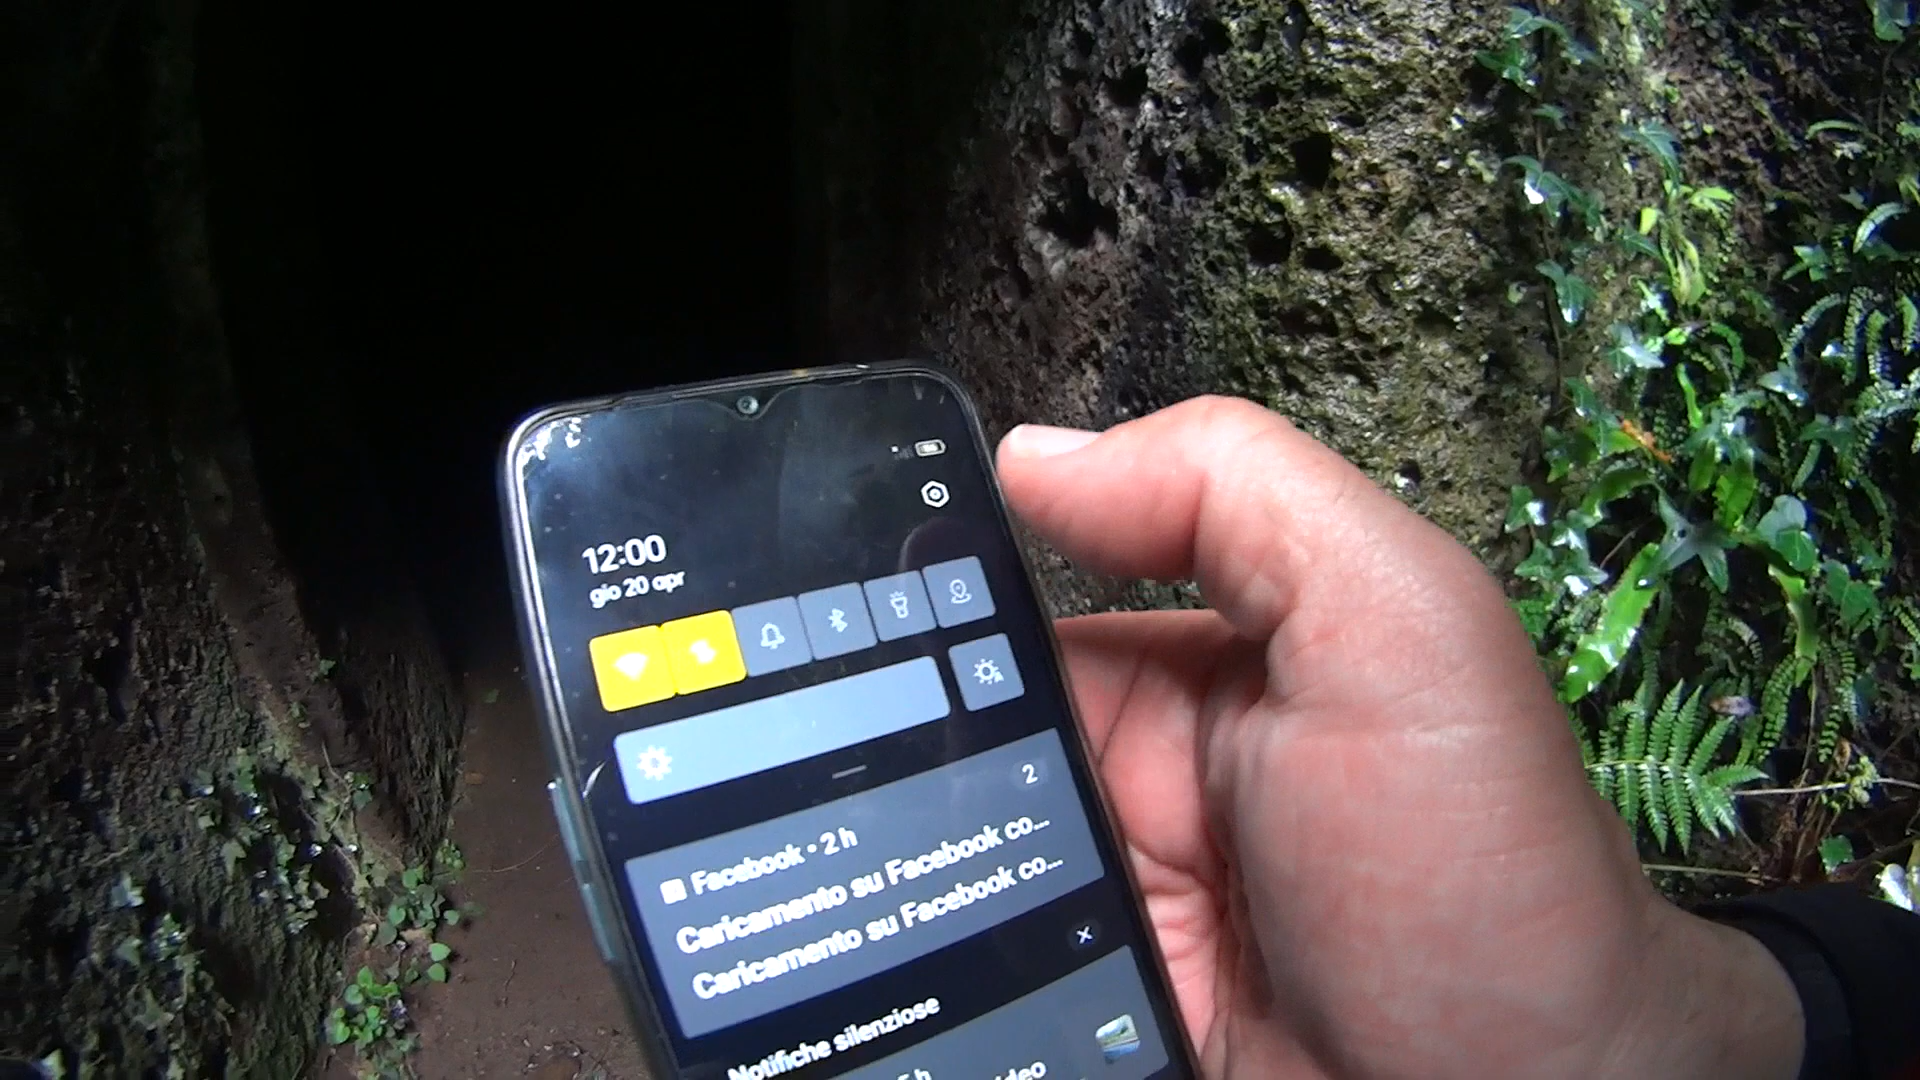 12:00
gio 20 apr
2
Facebook • 2 h
Caricamento su Facebook co...
Caricamento su Facebook co...
Notifiche silenziose